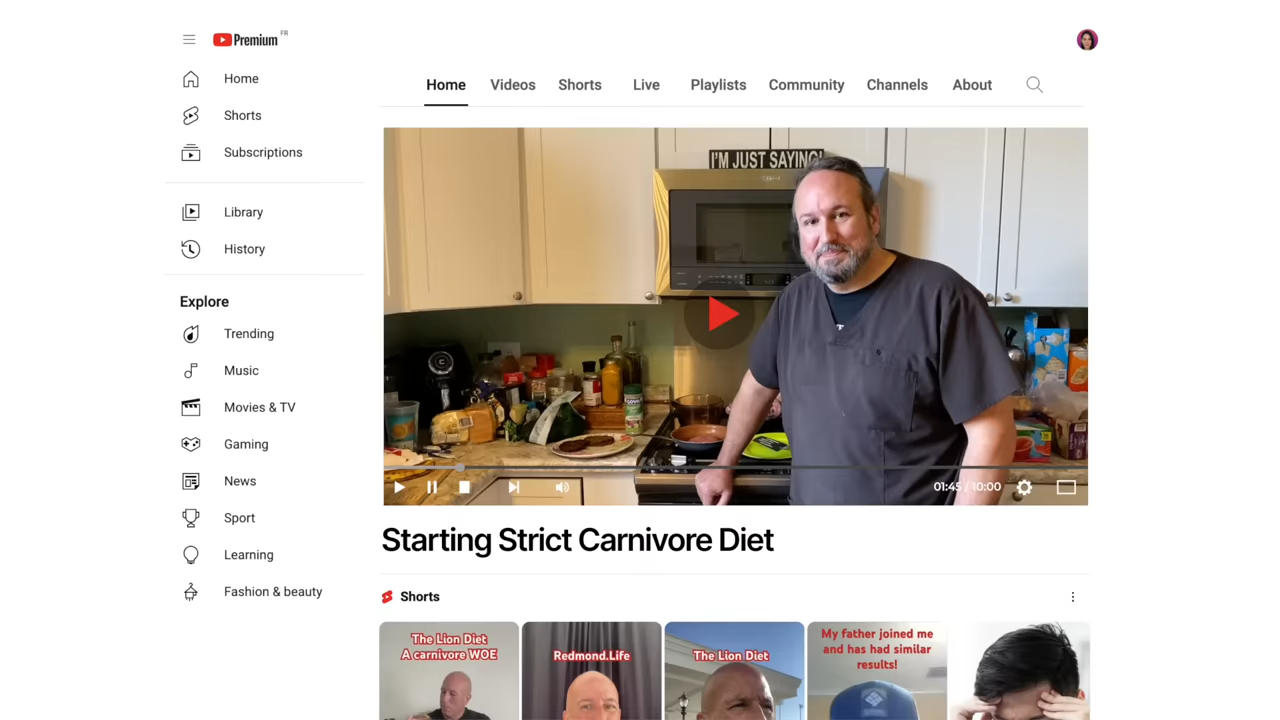 Premium FR
Home
Shorts
Subscriptions
Library
History
Explore
Trending
Music
Movies & TV
Gaming
News
Sport
Learning
Fashion & beauty
Home Videos Shorts Live Playlists Community Channels About
I'M JUST SAYING!
01:45 / 10:00
Starting Strict Carnivore Diet
Shorts
The Lion Diet
A carnivore WOE
Redmond.Life
The Lion Diet
My father joined me
and has had similar
results!